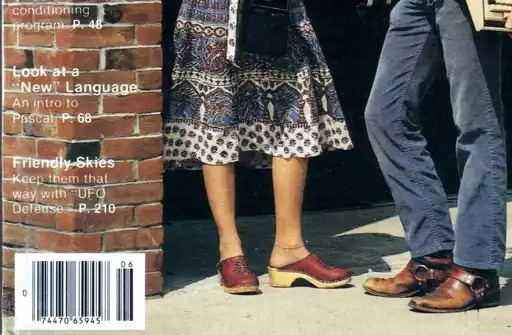 conditioning
program. P. 48
Look at a
"New" Language
An intro to
Pascal. P. 68
Friendly Skies
Keep them that
way with "UFO
Defense" P. 210
06
0
74470 65945